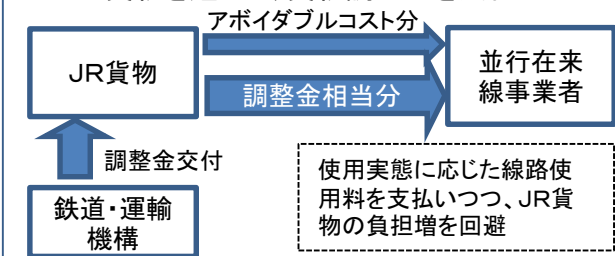 アボイダブルコスト分
JR貨物
調整金相当分
並行在来
線事業者
調整金交付
鉄道・運輸
機構
使用実態に応じた線路使
用料を支払いつつ、JR貨
物の負担増を回避